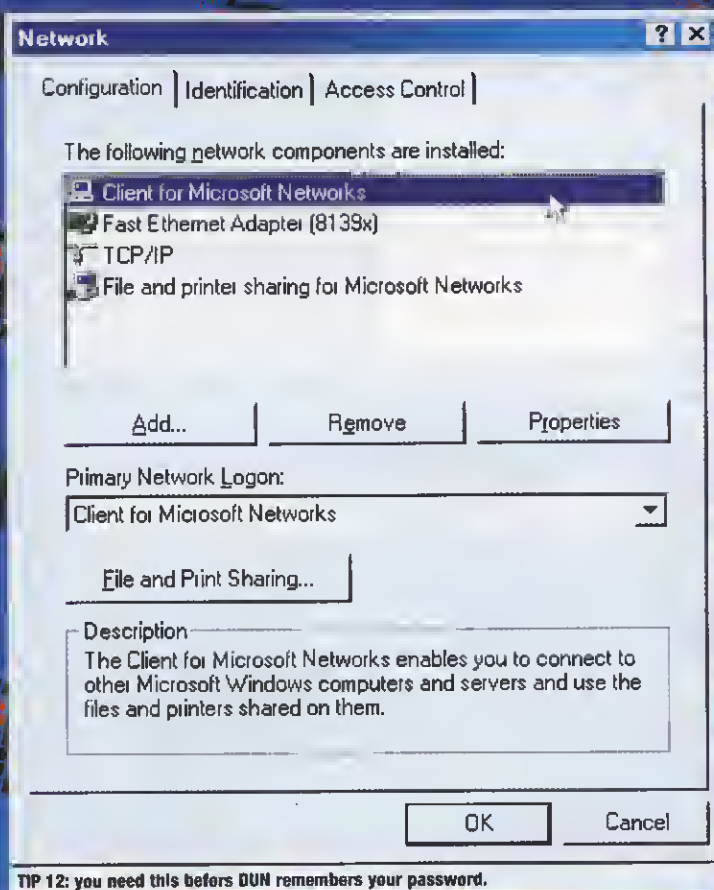 Network
Configuration Identification Access Control
The following network components are installed:
Client for Microsoft Networks
Fast Ethernet Adapter (8139x)
TCP/IP
File and printer sharing for Microsoft Networks
Add... Remove Properties
Primary Network Logon:
Client for Microsoft Networks
File and Print Sharing...
Description
The Client for Microsoft Networks enables you to connect to
other Microsoft Windows computers and servers and use the
files and printers shared on them.
OK Cancel
TIP 12: you need this befors DUN remembers your password.